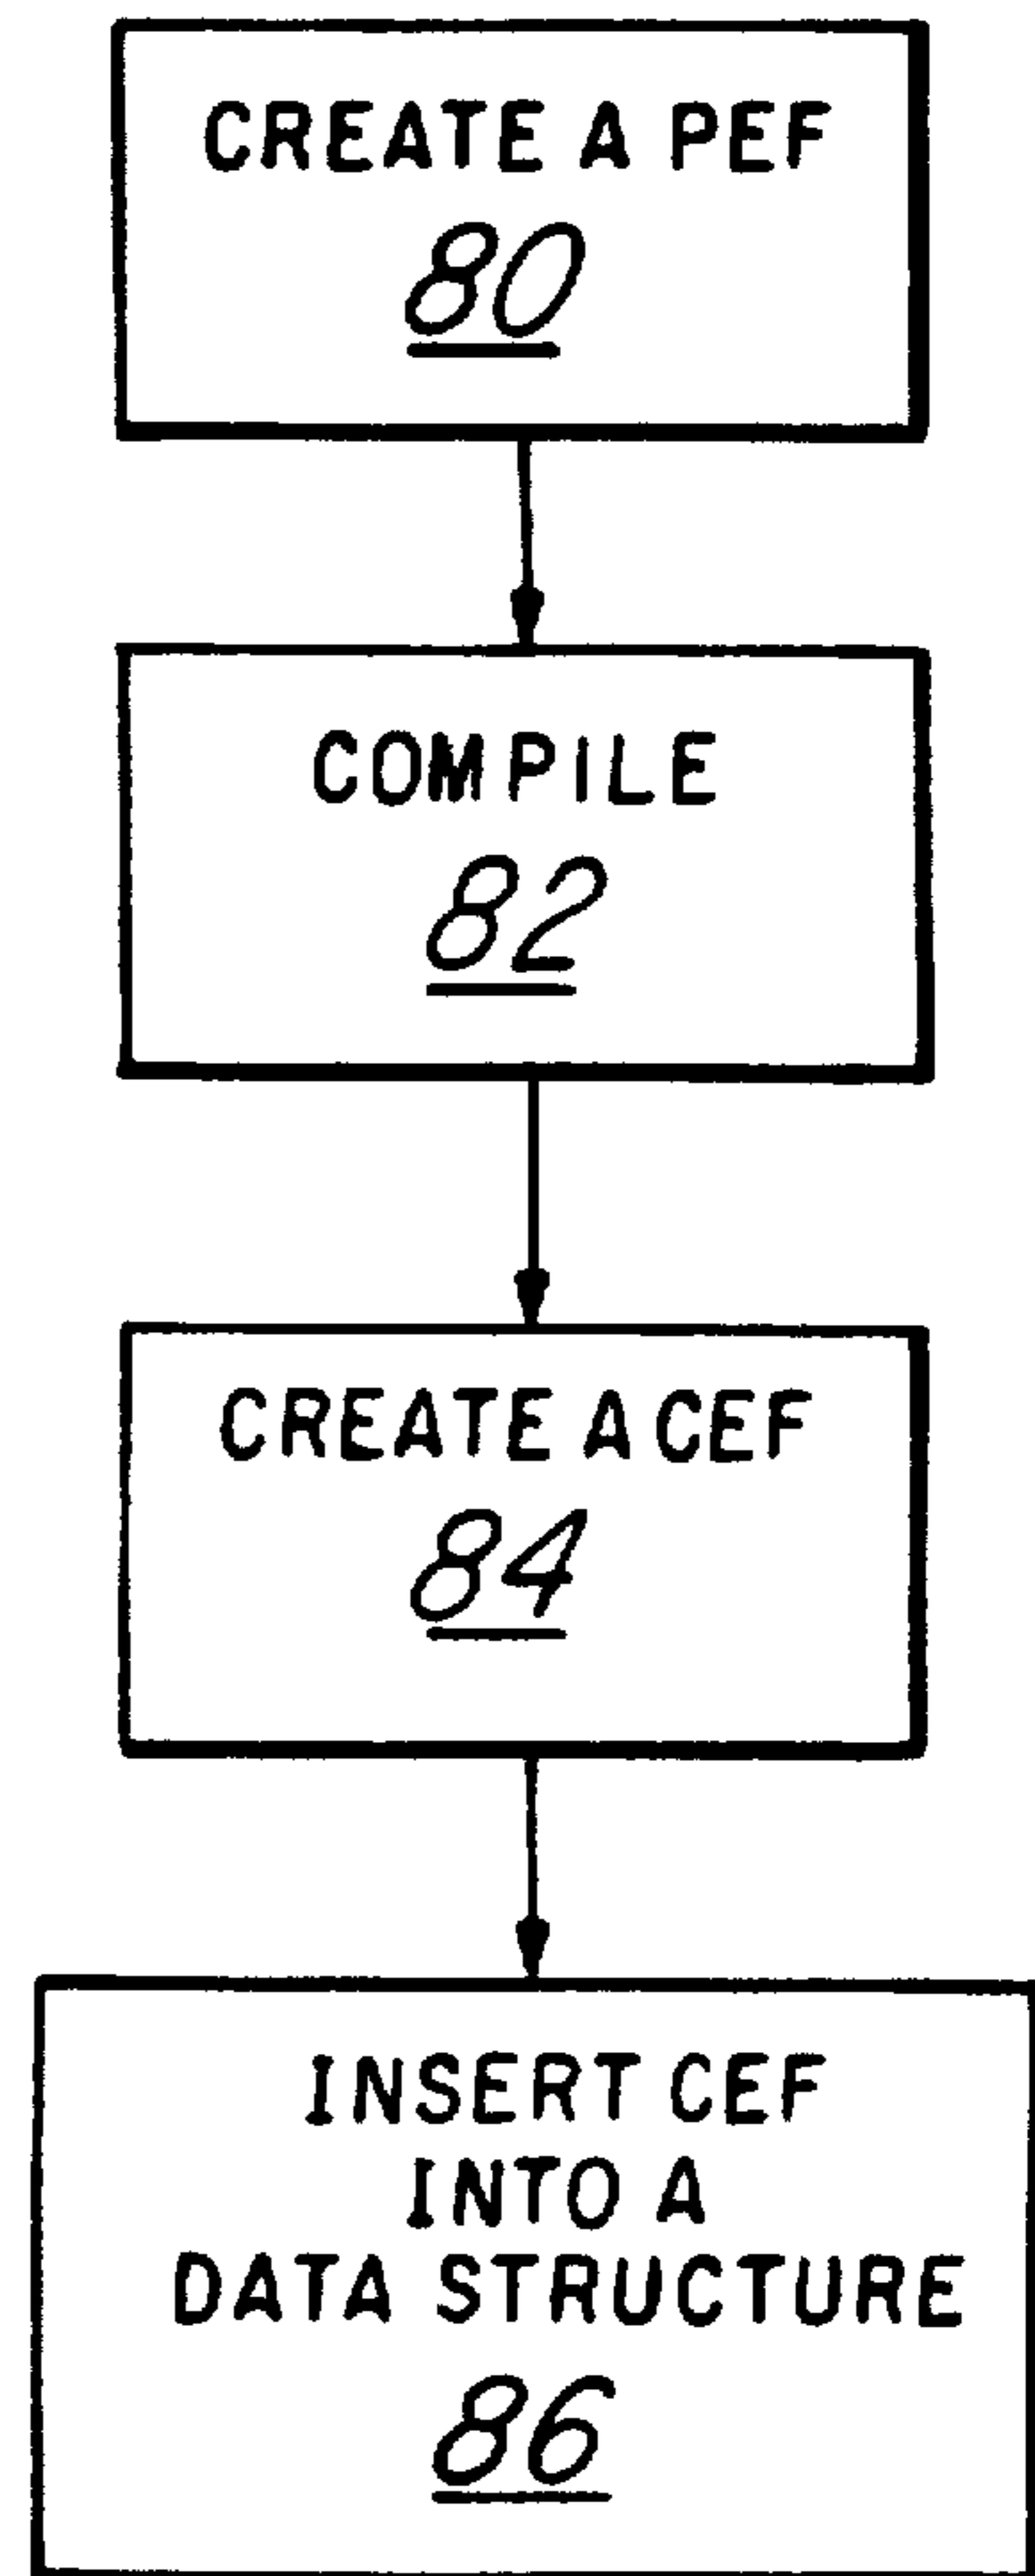 CREATE A PEF
80
COMPILE
82
CREATE A CEF
84
INSERT CEF
INTO A
DATA STRUCTURE
86